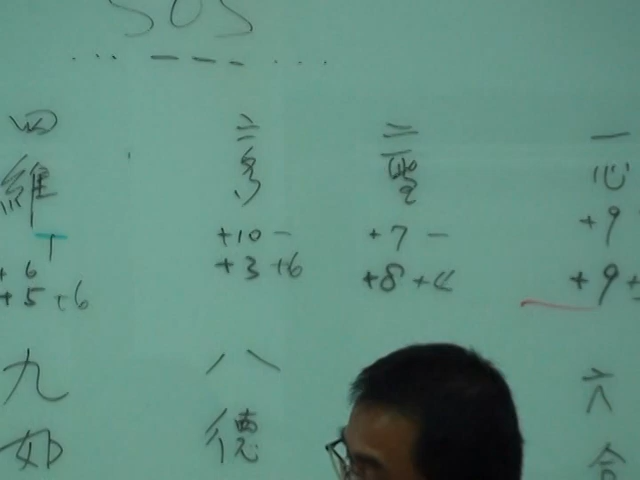 SOS
... --- ...
四維 三多 二聖 一心
+10 - +7 - +9
+6 +3 +6 +8 +4 +9
+5 +6
九如 八德 六合